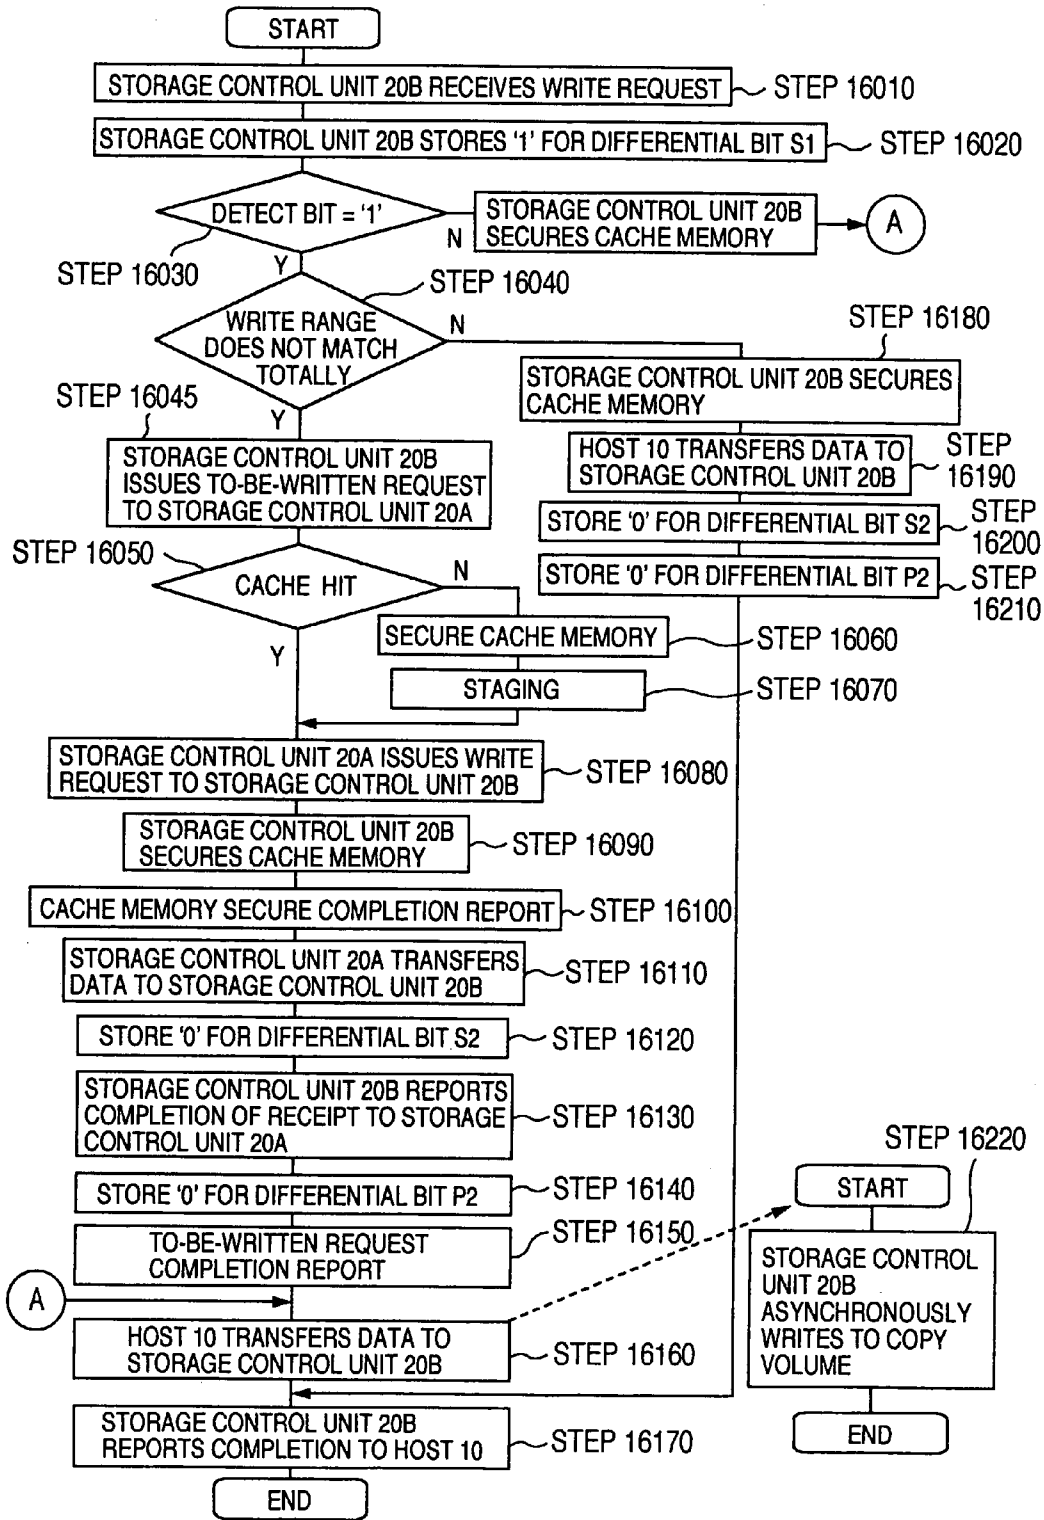 START
STORAGE CONTROL UNIT 20B RECEIVES WRITE REQUEST
STEP 16010
STORAGE CONTROL UNIT 20B STORES '1' FOR DIFFERENTIAL BIT S1
STEP 16020
DETECT BIT = '1'
N
STORAGE CONTROL UNIT 20B
SECURES CACHE MEMORY
A
STEP 16030
Y
STEP 16040
WRITE RANGE
DOES NOT MATCH
TOTALLY
N
STEP 16180
STORAGE CONTROL UNIT 20B SECURES
CACHE MEMORY
STEP 16045
Y
STORAGE CONTROL UNIT 20B
ISSUES TO-BE-WRITTEN REQUEST
TO STORAGE CONTROL UNIT 20A
HOST 10 TRANSFERS DATA TO
STORAGE CONTROL UNIT 20B
STEP
16190
STORE '0' FOR DIFFERENTIAL BIT S2
STEP
16200
STORE '0' FOR DIFFERENTIAL BIT P2
STEP
16210
STEP 16050
CACHE HIT
N
SECURE CACHE MEMORY
STEP 16060
Y
STAGING
STEP 16070
STORAGE CONTROL UNIT 20A ISSUES WRITE
REQUEST TO STORAGE CONTROL UNIT 20B
STEP 16080
STORAGE CONTROL UNIT 20B
SECURES CACHE MEMORY
STEP 16090
CACHE MEMORY SECURE COMPLETION REPORT
STEP 16100
STORAGE CONTROL UNIT 20A TRANSFERS
DATA TO STORAGE CONTROL UNIT 20B
STEP 16110
STORE '0' FOR DIFFERENTIAL BIT S2
STEP 16120
STORAGE CONTROL UNIT 20B REPORTS
COMPLETION OF RECEIPT TO STORAGE
CONTROL UNIT 20A
STEP 16130
STORE '0' FOR DIFFERENTIAL BIT P2
STEP 16140
TO-BE-WRITTEN REQUEST
COMPLETION REPORT
STEP 16150
A
HOST 10 TRANSFERS DATA TO
STORAGE CONTROL UNIT 20B
STEP 16160
STORAGE CONTROL UNIT 20B
REPORTS COMPLETION TO HOST 10
STEP 16170
END
STEP 16220
START
STORAGE CONTROL
UNIT 20B
ASYNCHRONOUSLY
WRITES TO COPY
VOLUME
END